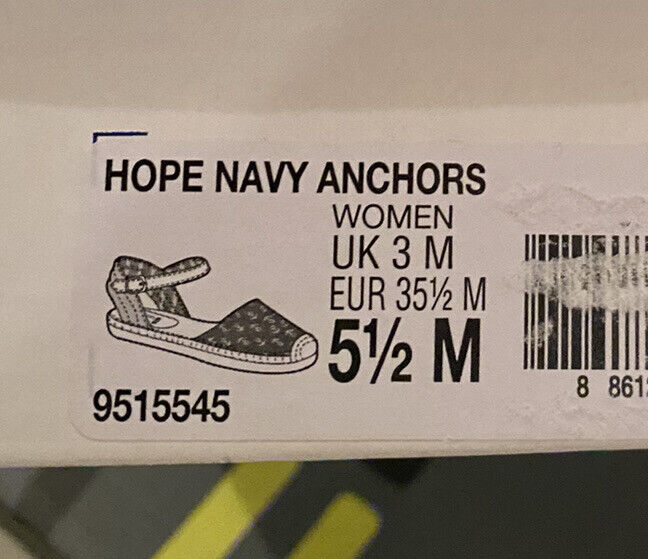 HOPE NAVY ANCHORS
WOMEN
UK 3 M
EUR 35½ M
5½ M
9515545
8 861